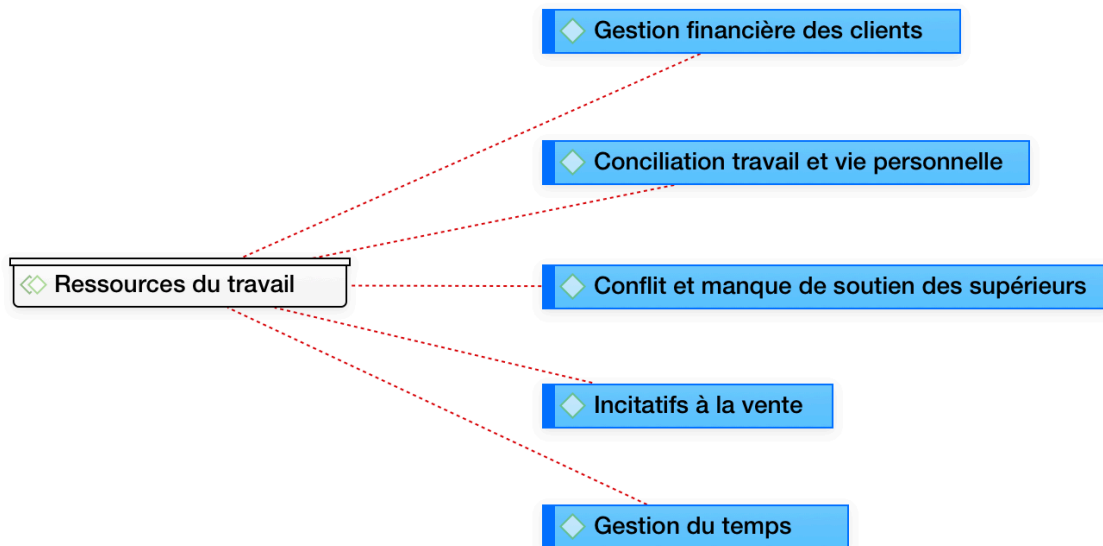 Gestion financière des clients
Conciliation travail et vie personnelle
Ressources du travail
Conflit et manque de soutien des supérieurs
Incitatifs à la vente
Gestion du temps